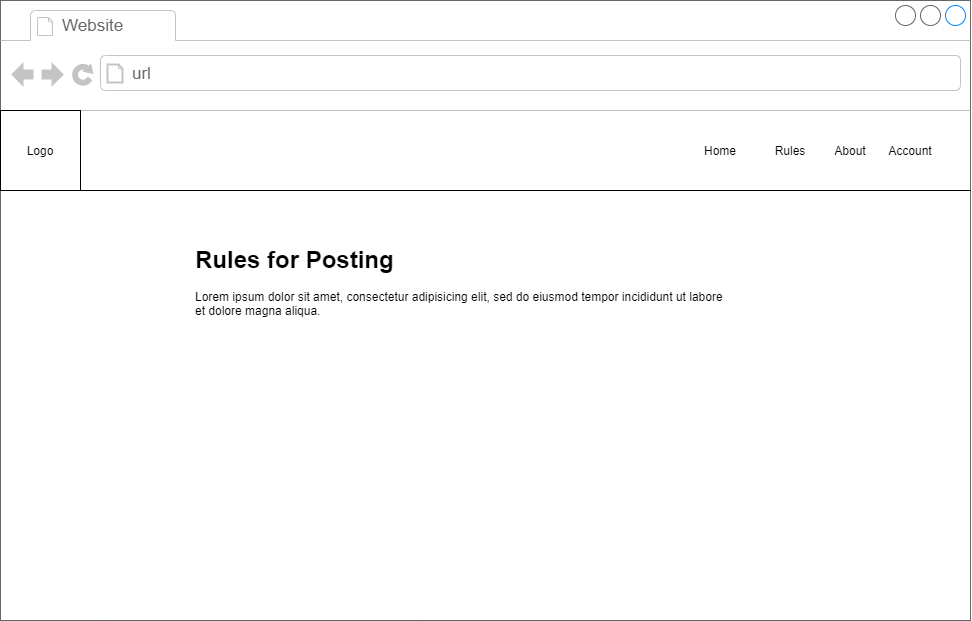 Website
url
Logo
Home Rules About Account
Rules for Posting
Lorem ipsum dolor sit amet, consectetur adipisicing elit, sed do eiusmod tempor incididunt ut labore
et dolore magna aliqua.